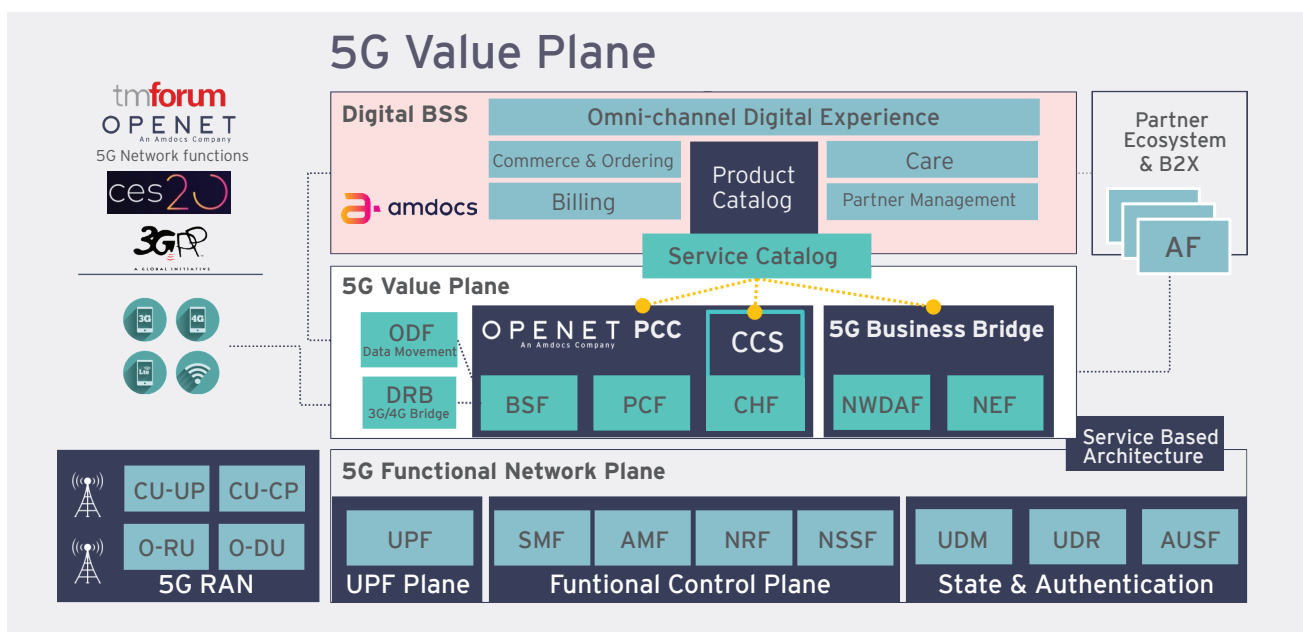 5G Value Plane
tmforum
OPENET
An Amdocs Company
5G Network functions
ces20
3GPP
A GLOBAL INITIATIVE
3G
4G
Lte
Digital BSS
amdocs
Omni-channel Digital Experience
Commerce & Ordering
Billing
Product
Catalog
Care
Partner Management
Service Catalog
Partner
Ecosystem
& B2X
AF
5G Value Plane
ODF
Data Movement
DRB
3G/4G Bridge
OPENET PCC
An Amdocs Company
CCS
BSF
PCF
CHF
5G Business Bridge
NWDAF
NEF
Service Based
Architecture
CU-UP
CU-CP
O-RU
O-DU
5G RAN
5G Functional Network Plane
UPF
UPF Plane
SMF
AMF
NRF
NSSF
Funtional Control Plane
UDM
UDR
AUSF
State & Authentication